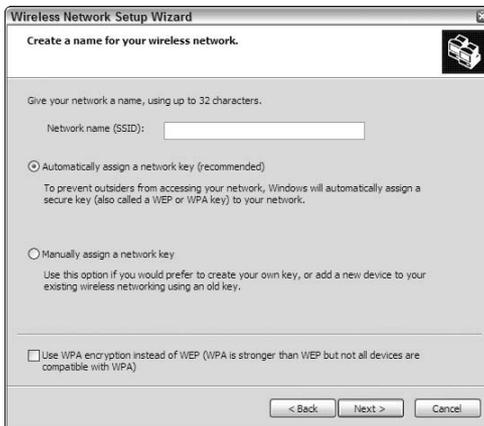 Wireless Network Setup Wizard
Create a name for your wireless network.
Give your network a name, using up to 32 characters.
Network name (SSID):
Automatically assign a network key (recommended)
To prevent outsiders from accessing your network, Windows will automatically assign a
secure key (also called a WEP or WPA key) to your network.
Manually assign a network key
Use this option if you would prefer to create your own key, or add a new device to your
existing wireless networking using an old key.
Use WPA encryption instead of WEP (WPA is stronger than WEP but not all devices are
compatible with WPA)
< Back Next > Cancel